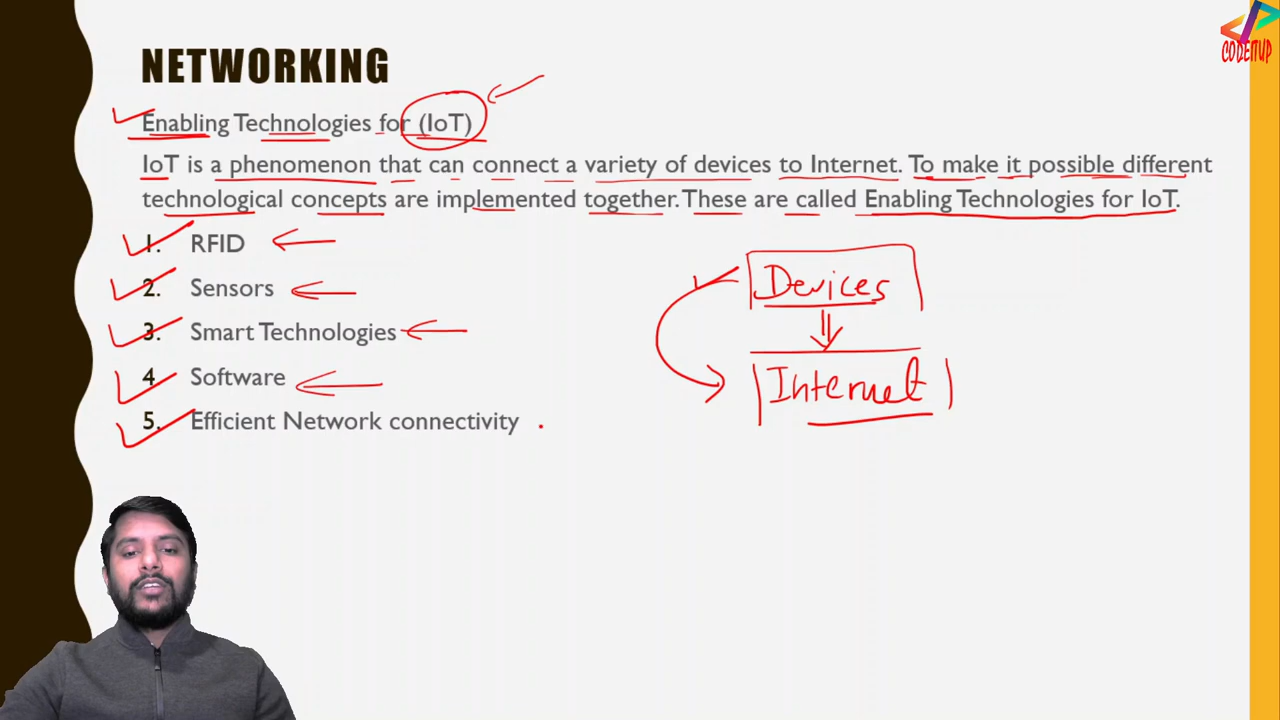 NETWORKING
Enabling Technologies for (IoT)
IoT is a phenomenon that can connect a variety of devices to Internet. To make it possible different
technological concepts are implemented together. These are called Enabling Technologies for IoT.
1. RFID
2. Sensors
3. Smart Technologies
4 Software
5. Efficient Network connectivity
Devices
Internet
CODEITUP